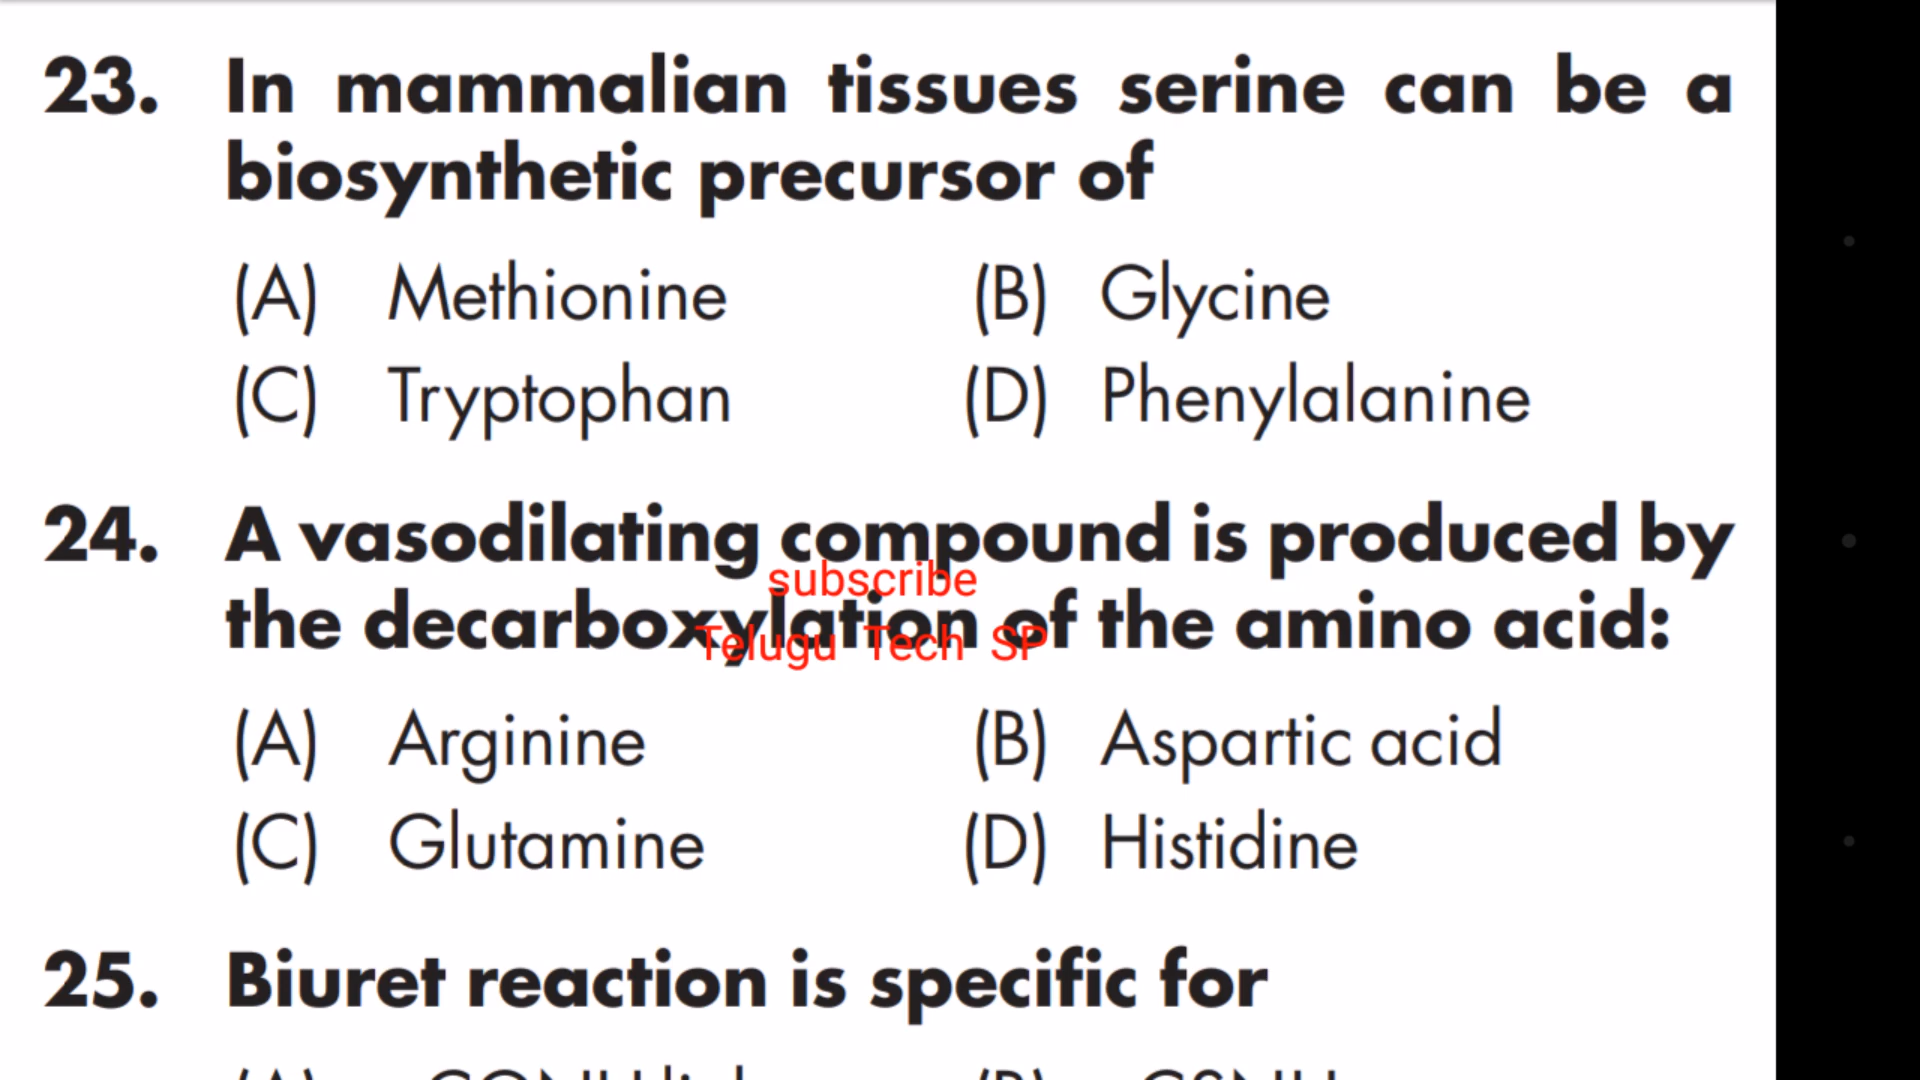 23. In mammalian tissues serine can be a
biosynthetic precursor of
(A) Methionine (B) Glycine
(C) Tryptophan (D) Phenylalanine
24. A vasodilating compound is produced by
subscribe
the decarboxylation of the amino acid:
Telugu Tech SP
(A) Arginine (B) Aspartic acid
(C) Glutamine (D) Histidine
25. Biuret reaction is specific for